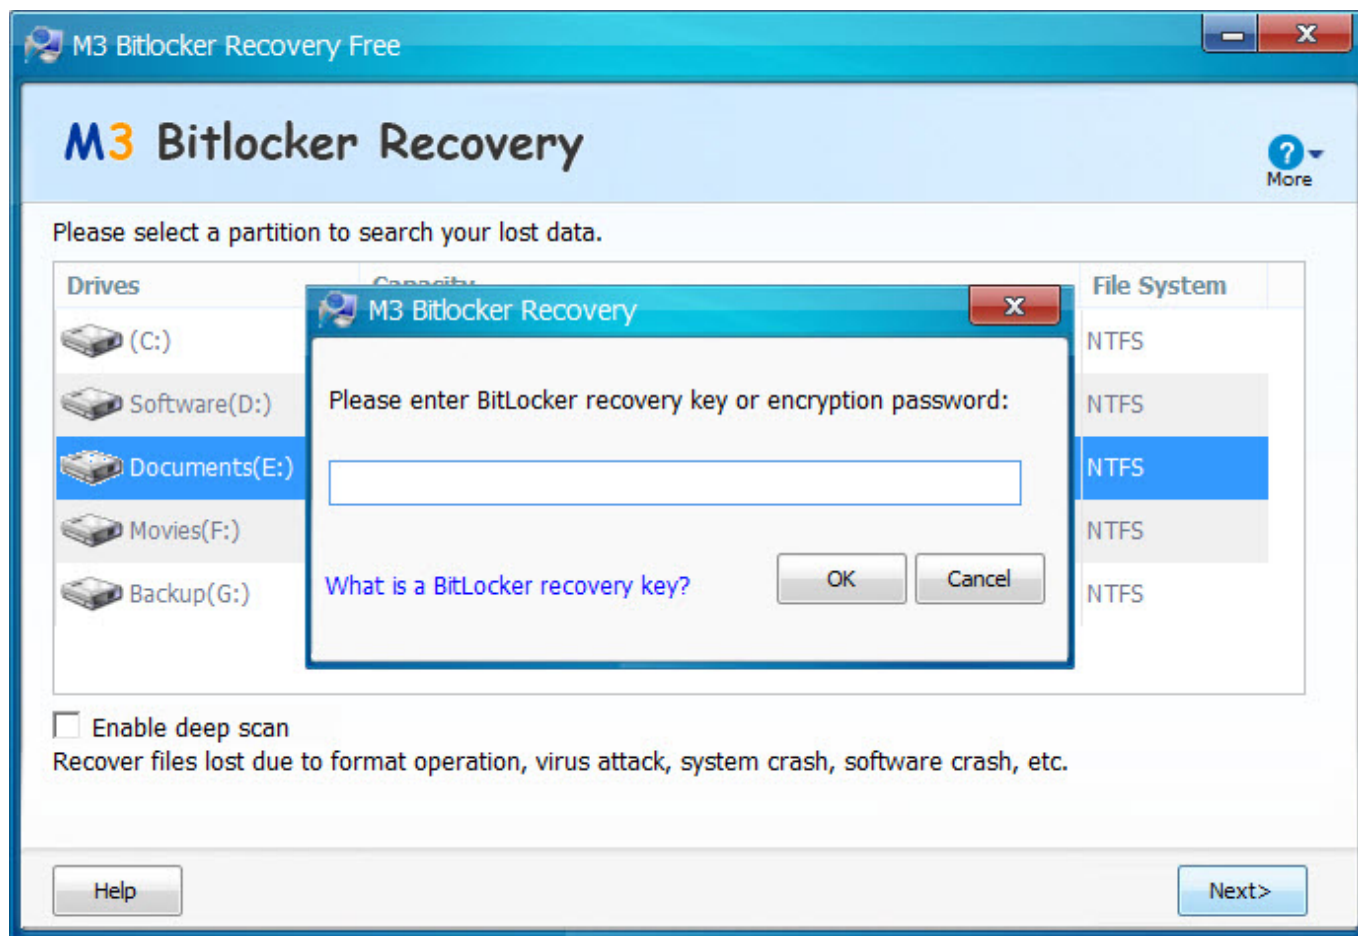 M3 Bitlocker Recovery Free
M3 Bitlocker Recovery
? More
Please select a partition to search your lost data.
Drives Capacity File System
(C:) NTFS
Software(D:) NTFS
Documents(E:) NTFS
Movies(F:) NTFS
Backup(G:) NTFS
M3 Bitlocker Recovery
Please enter BitLocker recovery key or encryption password:
What is a BitLocker recovery key? OK Cancel
Enable deep scan
Recover files lost due to format operation, virus attack, system crash, software crash, etc.
Help Next>